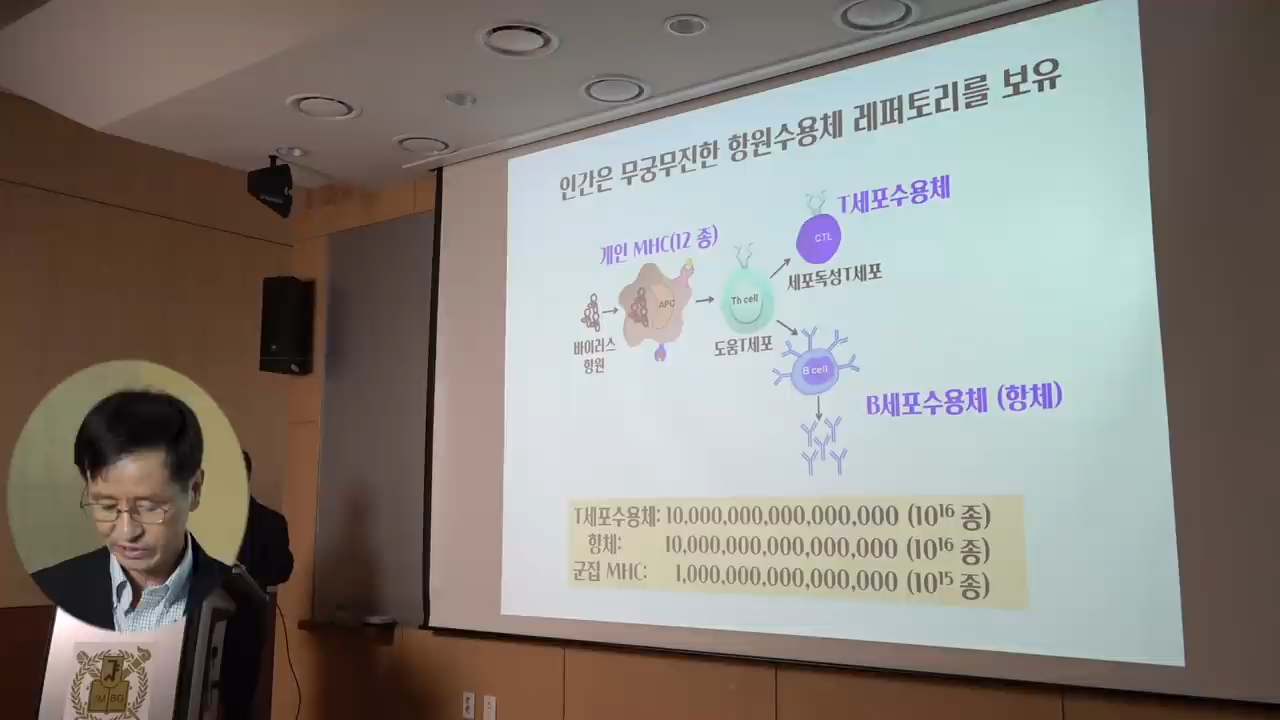 인간은 무궁무진한 항원수용체 레퍼토리를 보유
T세포수용체
개인 MHC(12 종)
CTL
세포독성T세포
APC
Th cell
바이러스
항원
도움T세포
B cell
B세포수용체 (항체)
T세포수용체: 10,000,000,000,000,000 (10¹⁶ 종)
항체: 10,000,000,000,000,000 (10¹⁶ 종)
군집 MHC: 1,000,000,000,000,000 (10¹⁵ 종)